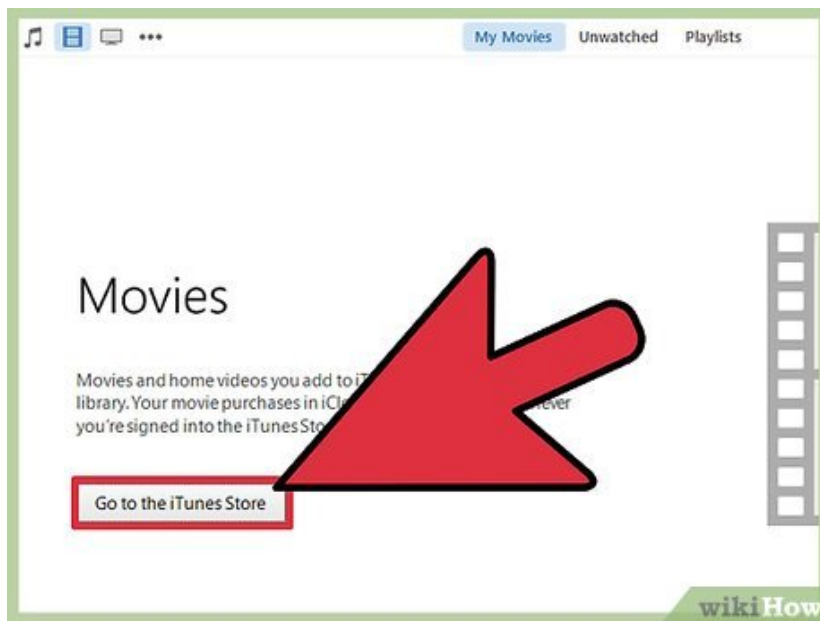 My Movies Unwatched Playlists
Movies
Movies and home videos you add to
library. Your movie purchases in
you're signed into the iTunes
Go to the iTunes Store
wikiHow